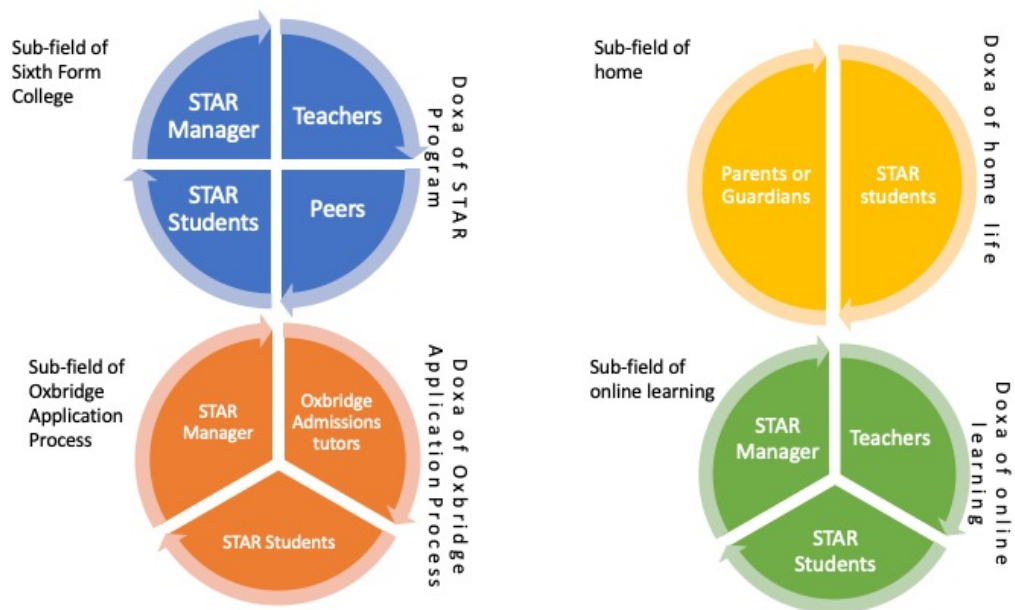 Sub-field of
Sixth Form
College
STAR
Manager
Teachers
STAR
Students
Peers
Doxa of STAR
Program
Sub-field of
home
Parents or
Guardians
STAR
students
Doxa of home
life
Sub-field of
Oxbridge
Application
Process
STAR
Manager
Oxbridge
Admissions
tutors
STAR Students
Doxa of Oxbridge
Application Process
Sub-field of
online learning
STAR
Manager
Teachers
STAR
Students
Doxa of online
learning